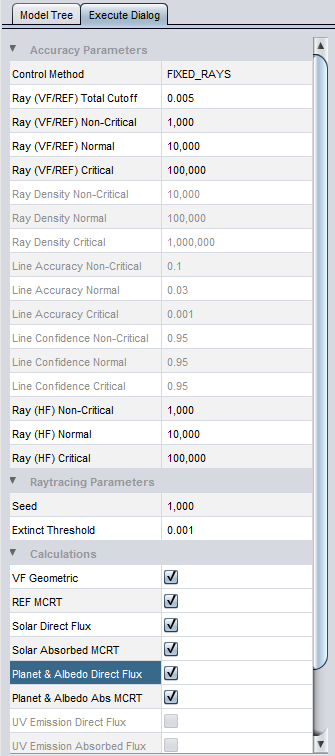 Model Tree Execute Dialog
Accuracy Parameters
Control Method FIXED_RAYS
Ray (VF/REF) Total Cutoff 0.005
Ray (VF/REF) Non-Critical 1,000
Ray (VF/REF) Normal 10,000
Ray (VF/REF) Critical 100,000
Ray Density Non-Critical 10,000
Ray Density Normal 100,000
Ray Density Critical 1,000,000
Line Accuracy Non-Critical 0.1
Line Accuracy Normal 0.03
Line Accuracy Critical 0.001
Line Confidence Non-Critical 0.95
Line Confidence Normal 0.95
Line Confidence Critical 0.95
Ray (HF) Non-Critical 1,000
Ray (HF) Normal 10,000
Ray (HF) Critical 100,000
Raytracing Parameters
Seed 1,000
Extinct Threshold 0.001
Calculations
VF Geometric
REF MCRT
Solar Direct Flux
Solar Absorbed MCRT
Planet & Albedo Direct Flux
Planet & Albedo Abs MCRT
UV Emission Direct Flux
UV Emission Absorbed Flux